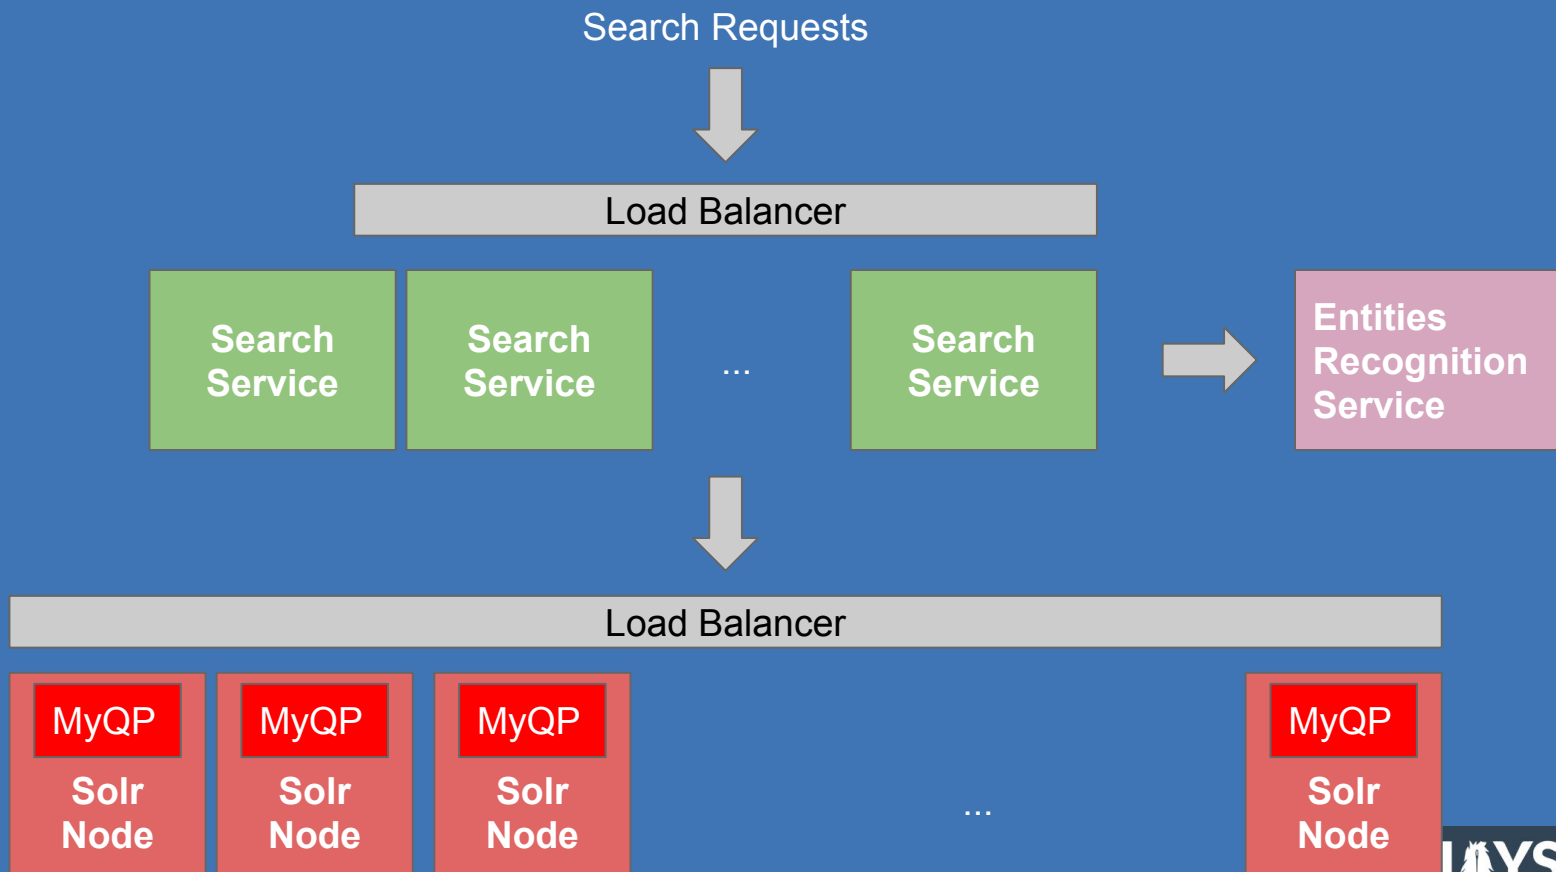 Search Requests
Load Balancer
Search
Service
Search
Service
...
Search
Service
Entities
Recognition
Service
Load Balancer
MyQP
MyQP
MyQP
MyQP
Solr
Node
Solr
Node
Solr
Node
...
Solr
Node